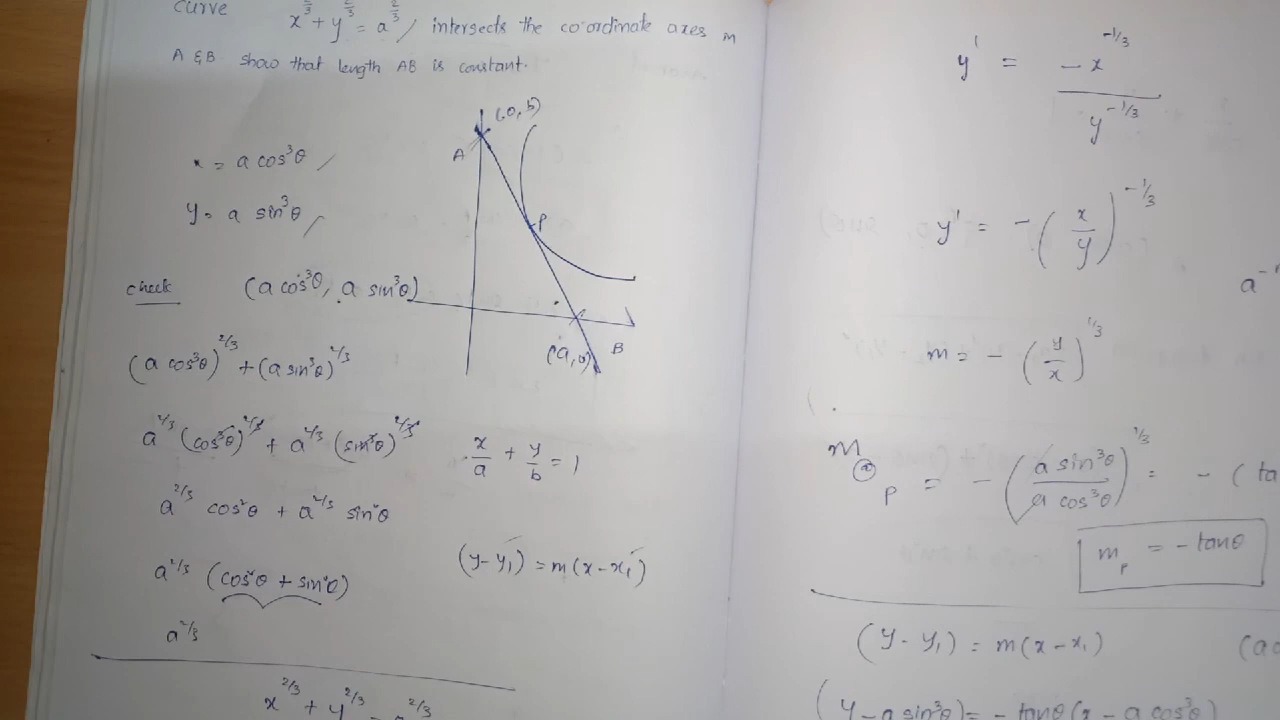 curve x^{2/3} + y^{2/3} = a^{2/3}, intersects the co-ordinate axes in
A & B. show that length AB is constant.
x = a cos³θ,
y = a sin³θ,
check (a cos³θ, a sin³θ)
(a cos³θ)^{2/3} + (a sin³θ)^{2/3}
a^{2/3} (cos³θ)^{2/3} + a^{2/3} (sin³θ)^{2/3}
a^{2/3} cos²θ + a^{2/3} sin²θ
a^{2/3} (cos²θ + sin²θ)
a^{2/3}
x^{2/3} + y^{2/3} = a^{2/3}
(0, b)
A
P
(a, 0) B
x/a + y/b = 1
(y - y₁) = m(x - x₁)
y' = -x^{-1/3} / y^{-1/3}
y' = -(x/y)^{-1/3}
m = -(y/x)^{1/3}
m @ P = -(a sin³θ / a cos³θ)^{1/3} = -(ta
m_P = -tanθ
(y - y₁) = m(x - x₁)
(y - a sin³θ) = -tanθ(x - a cos³θ)